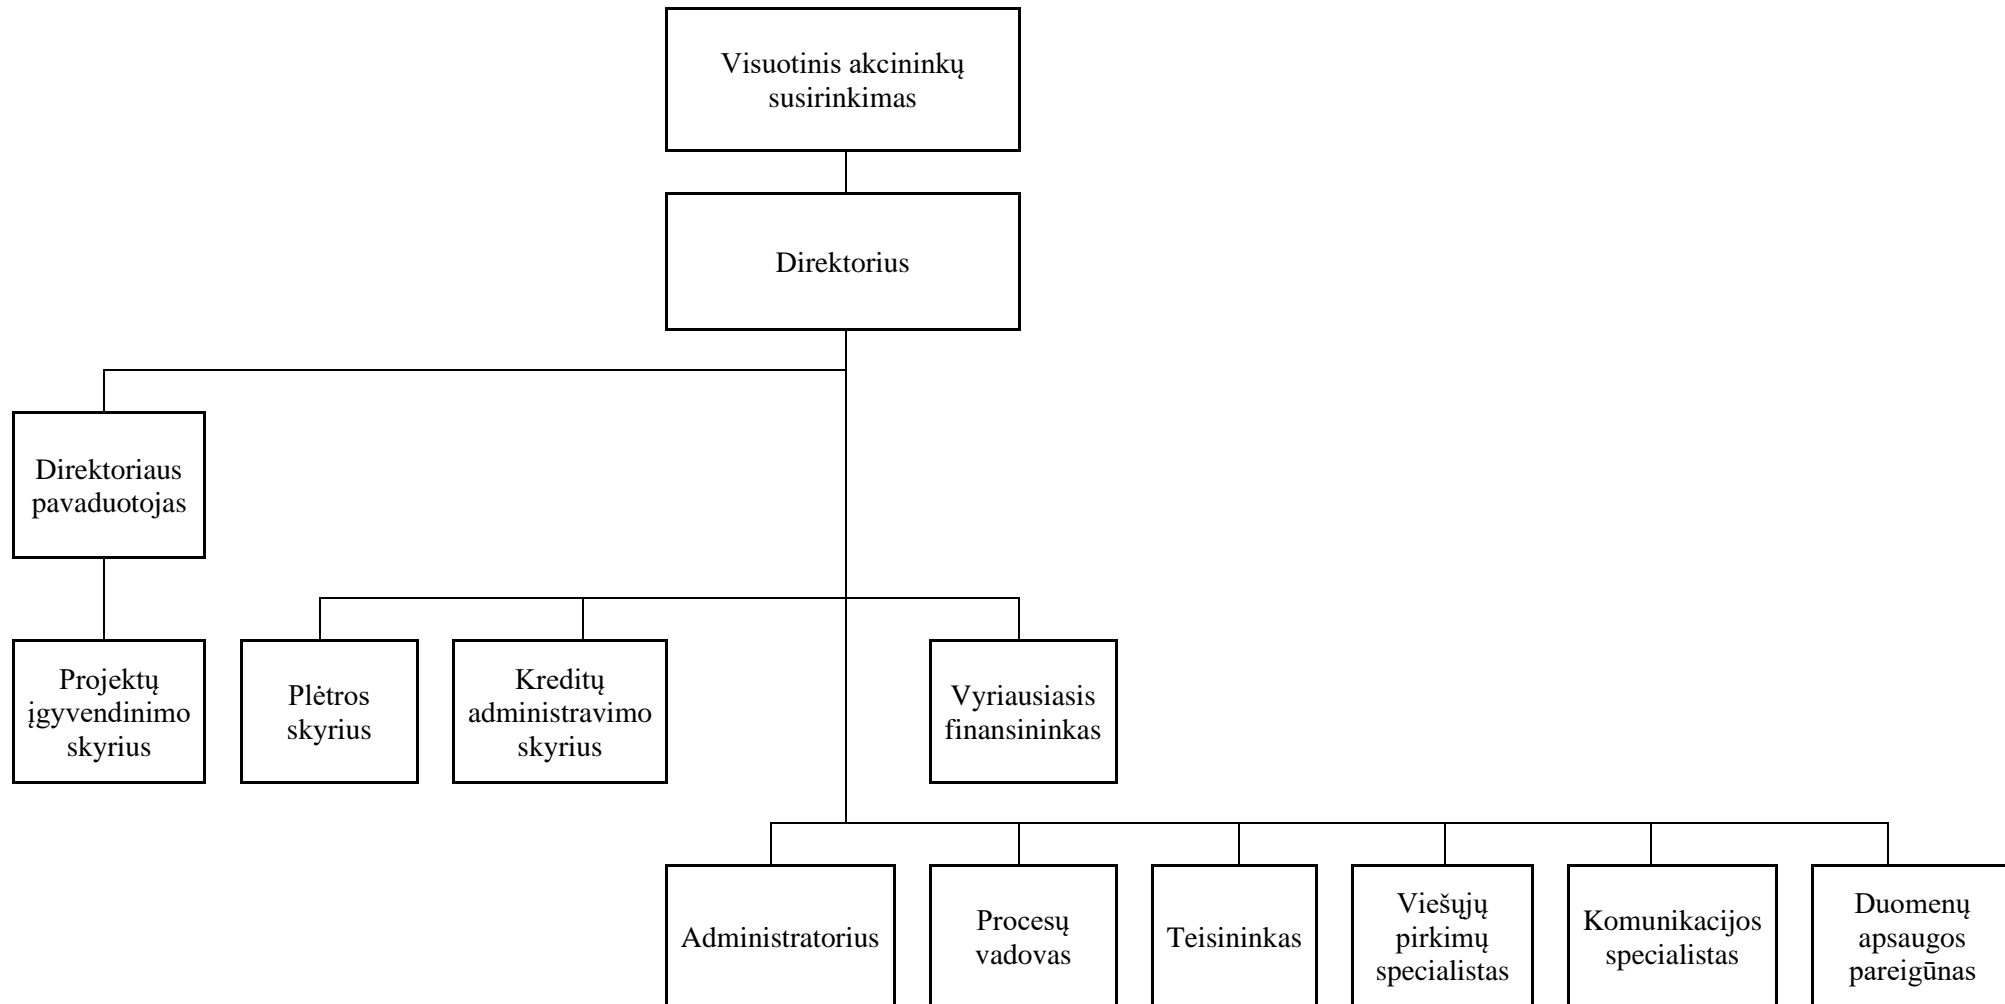 Visuotinis akcininkų
susirinkimas
Direktorius
Direktoriaus
pavaduotojas
Projektų
įgyvendinimo
skyrius
Plėtros
skyrius
Kreditų
administravimo
skyrius
Vyriausiasis
finansininkas
Administratorius
Procesų
vadovas
Teisininkas
Viešųjų
pirkimų
specialistas
Komunikacijos
specialistas
Duomenų
apsaugos
pareigūnas